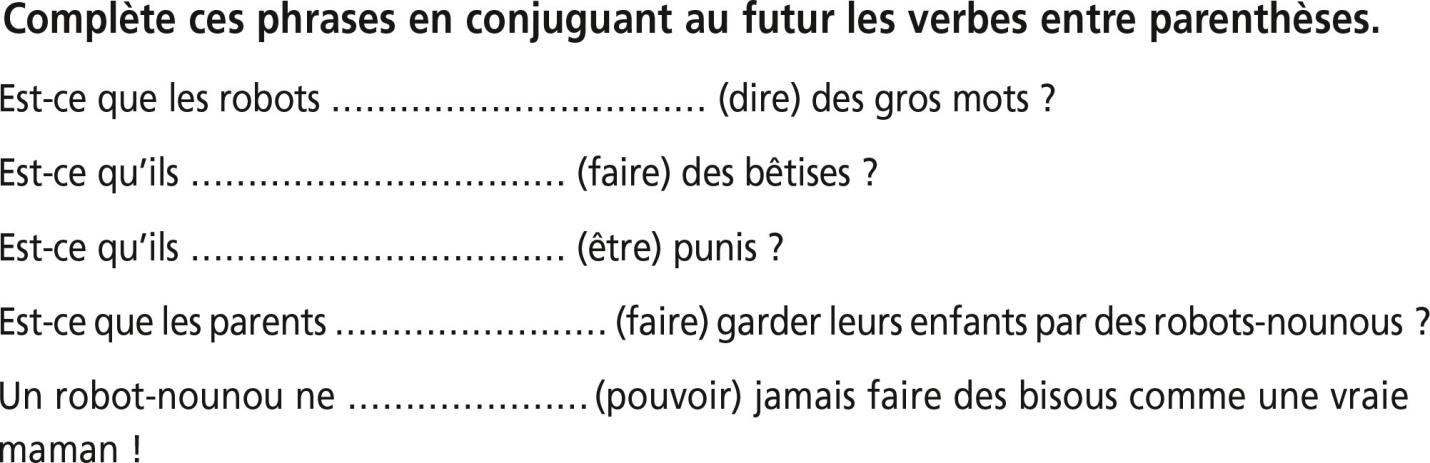 Complète ces phrases en conjuguant au futur les verbes entre parenthèses.
Est-ce que les robots ................................. (dire) des gros mots ?
Est-ce qu’ils ................................. (faire) des bêtises ?
Est-ce qu’ils ................................. (être) punis ?
Est-ce que les parents ........................ (faire) garder leurs enfants par des robots-nounous ?
Un robot-nounou ne ..................... (pouvoir) jamais faire des bisous comme une vraie
maman !